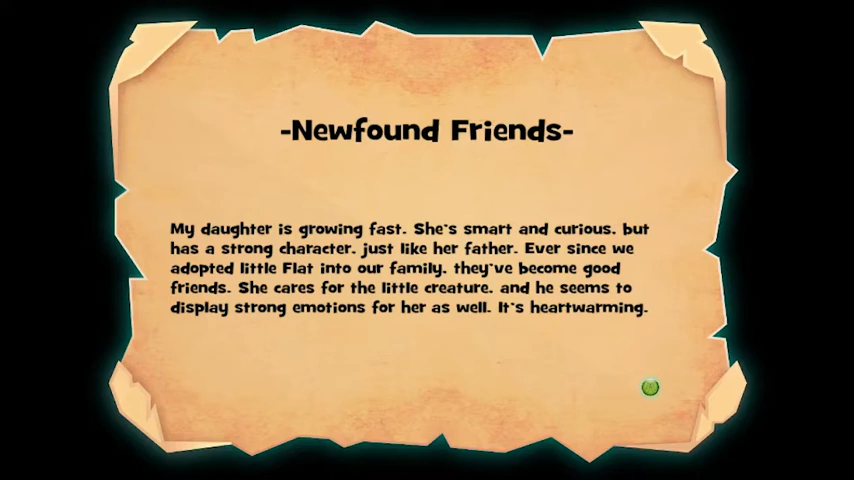 -Newfound Friends-
My daughter is growing fast. She's smart and curious, but
has a strong character, just like her father. Ever since we
adopted little Flat into our family, they've become good
friends. She cares for the little creature, and he seems to
display strong emotions for her as well. It's heartwarming.